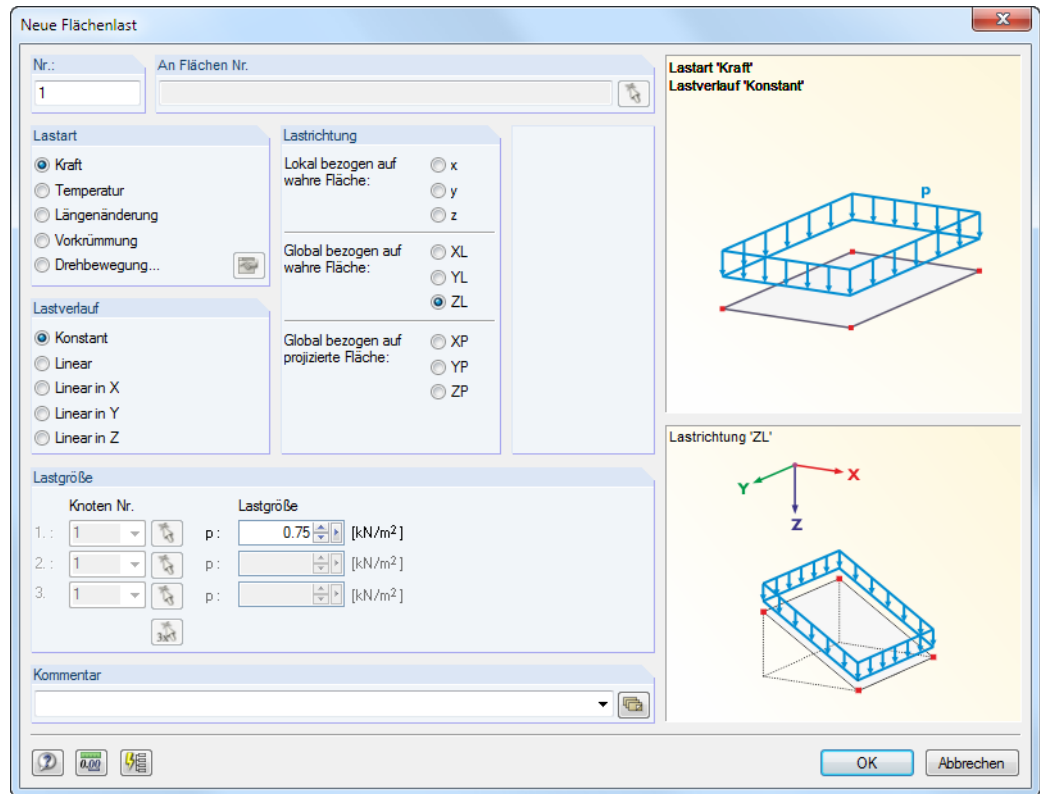 Neue Flächenlast
Nr.:
1
An Flächen Nr.
Lastart
Kraft
Temperatur
Längenänderung
Vorkrümmung
Drehbewegung...
Lastverlauf
Konstant
Linear
Linear in X
Linear in Y
Linear in Z
Lastrichtung
Lokal bezogen auf
wahre Fläche:
x
y
z
Global bezogen auf
wahre Fläche:
XL
YL
ZL
Global bezogen auf
projizierte Fläche:
XP
YP
ZP
Lastgröße
Knoten Nr. Lastgröße
1. : 1 p : 0.75 [kN/m²]
2. : 1 p : [kN/m²]
3. 1 p : [kN/m²]
3x
Kommentar
Lastart 'Kraft'
Lastverlauf 'Konstant'
p
Lastrichtung 'ZL'
X
Y
Z
0.00
OK
Abbrechen